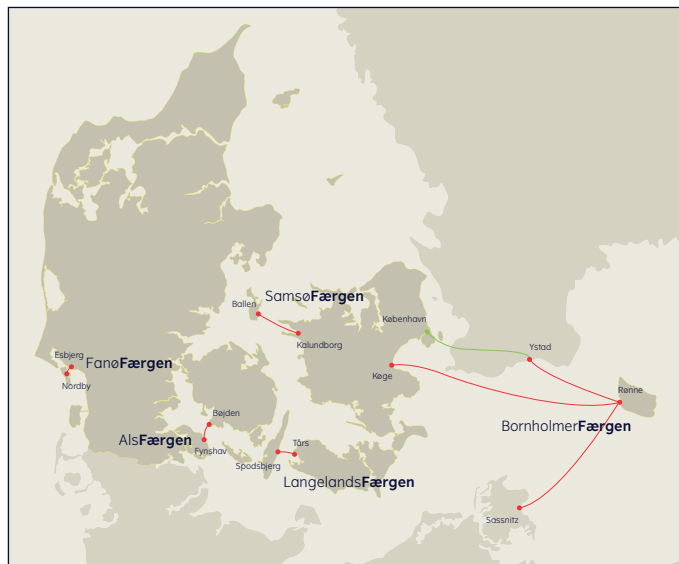 SamsøFærgen
Ballen
København
Kalundborg
Ystad
Esbjerg
FanøFærgen
Køge
Nordby
Rønne
Bøjden
BornholmerFærgen
AlsFærgen
Tårs
Fynshav
Spodsbjerg
LangelandsFærgen
Sassnitz